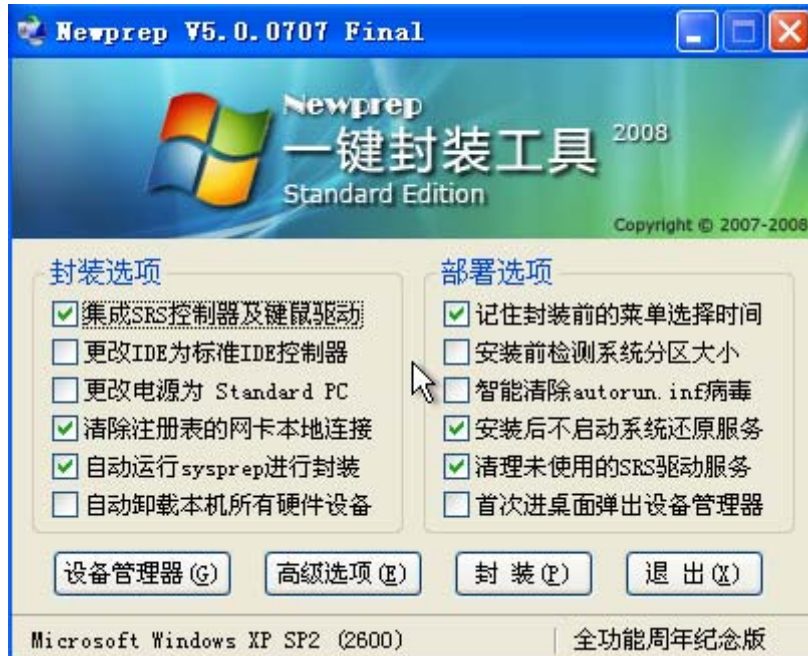 Newprep V5.0.0707 Final
Newprep
一键封装工具 2008
Standard Edition
Copyright © 2007-2008
封装选项
集成SRS控制器及键鼠驱动
更改IDE为标准IDE控制器
更改电源为 Standard PC
清除注册表的网卡本地连接
自动运行sysprep进行封装
自动卸载本机所有硬件设备
部署选项
记住封装前的菜单选择时间
安装前检测系统分区大小
智能清除autorun.inf病毒
安装后不启动系统还原服务
清理未使用的SRS驱动服务
首次进桌面弹出设备管理器
设备管理器(G)
高级选项(E)
封 装(P)
退 出(X)
Microsoft Windows XP SP2 (2600)
全功能周年纪念版